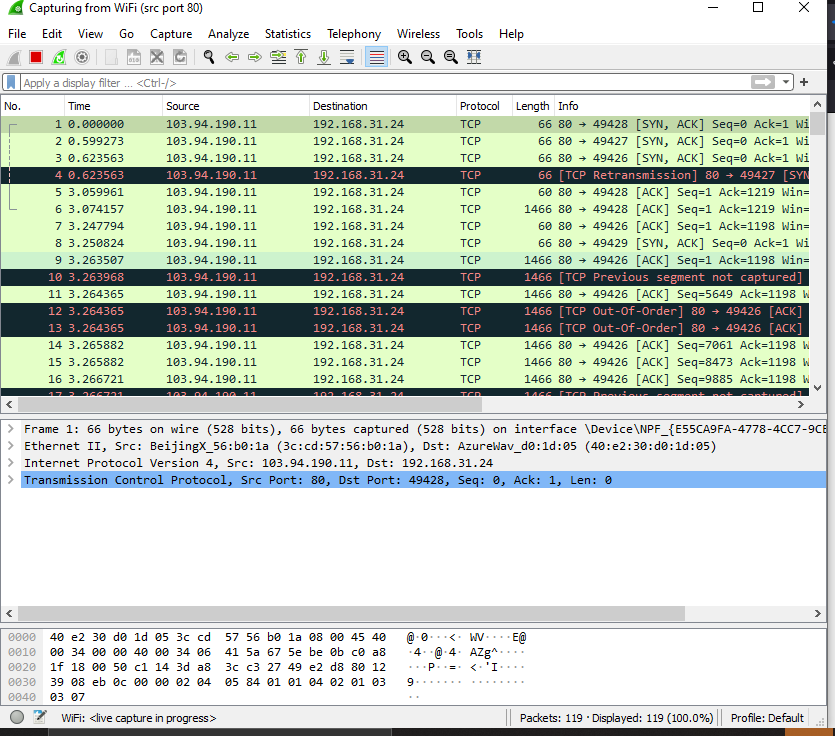 Capturing from WiFi (src port 80)
File Edit View Go Capture Analyze Statistics Telephony Wireless Tools Help
Apply a display filter ... <Ctrl-/>
No. Time Source Destination Protocol Length Info
1 0.000000 103.94.190.11 192.168.31.24 TCP 66 80 → 49428 [SYN, ACK] Seq=0 Ack=1 Wi
2 0.599273 103.94.190.11 192.168.31.24 TCP 66 80 → 49427 [SYN, ACK] Seq=0 Ack=1 Wi
3 0.623563 103.94.190.11 192.168.31.24 TCP 66 80 → 49426 [SYN, ACK] Seq=0 Ack=1 Wi
4 0.623563 103.94.190.11 192.168.31.24 TCP 66 [TCP Retransmission] 80 → 49427 [SYN
5 3.059961 103.94.190.11 192.168.31.24 TCP 60 80 → 49428 [ACK] Seq=1 Ack=1219 Win=
6 3.074157 103.94.190.11 192.168.31.24 TCP 1466 80 → 49428 [ACK] Seq=1 Ack=1219 Win=
7 3.247794 103.94.190.11 192.168.31.24 TCP 60 80 → 49426 [ACK] Seq=1 Ack=1198 Win=
8 3.250824 103.94.190.11 192.168.31.24 TCP 66 80 → 49429 [SYN, ACK] Seq=0 Ack=1 Wi
9 3.263507 103.94.190.11 192.168.31.24 TCP 1466 80 → 49426 [ACK] Seq=1 Ack=1198 Win=
10 3.263968 103.94.190.11 192.168.31.24 TCP 1466 [TCP Previous segment not captured]
11 3.264365 103.94.190.11 192.168.31.24 TCP 1466 80 → 49426 [ACK] Seq=5649 Ack=1198 W
12 3.264365 103.94.190.11 192.168.31.24 TCP 1466 [TCP Out-Of-Order] 80 → 49426 [ACK]
13 3.264365 103.94.190.11 192.168.31.24 TCP 1466 [TCP Out-Of-Order] 80 → 49426 [ACK]
14 3.265882 103.94.190.11 192.168.31.24 TCP 1466 80 → 49426 [ACK] Seq=7061 Ack=1198 W
15 3.265882 103.94.190.11 192.168.31.24 TCP 1466 80 → 49426 [ACK] Seq=8473 Ack=1198 W
16 3.266721 103.94.190.11 192.168.31.24 TCP 1466 80 → 49426 [ACK] Seq=9885 Ack=1198 W
Frame 1: 66 bytes on wire (528 bits), 66 bytes captured (528 bits) on interface \Device\NPF_{E55CA9FA-4778-4CC7-9CE
Ethernet II, Src: BeijingX_56:b0:1a (3c:cd:57:56:b0:1a), Dst: AzureWav_d0:1d:05 (40:e2:30:d0:1d:05)
Internet Protocol Version 4, Src: 103.94.190.11, Dst: 192.168.31.24
Transmission Control Protocol, Src Port: 80, Dst Port: 49428, Seq: 0, Ack: 1, Len: 0
0000 40 e2 30 d0 1d 05 3c cd 57 56 b0 1a 08 00 45 40 @·0···<· WV····E@
0010 00 34 00 00 40 00 34 06 41 5a 67 5e be 0b c0 a8 ·4··@·4· AZg^····
0020 1f 18 00 50 c1 14 3d a8 3c c3 27 49 e2 d8 80 12 ···P··=· <·'I····
0030 39 08 eb 0c 00 00 02 04 05 84 01 01 04 02 01 03 9······· ········
0040 03 07 ··
WiFi: <live capture in progress> Packets: 119 · Displayed: 119 (100.0%) Profile: Default